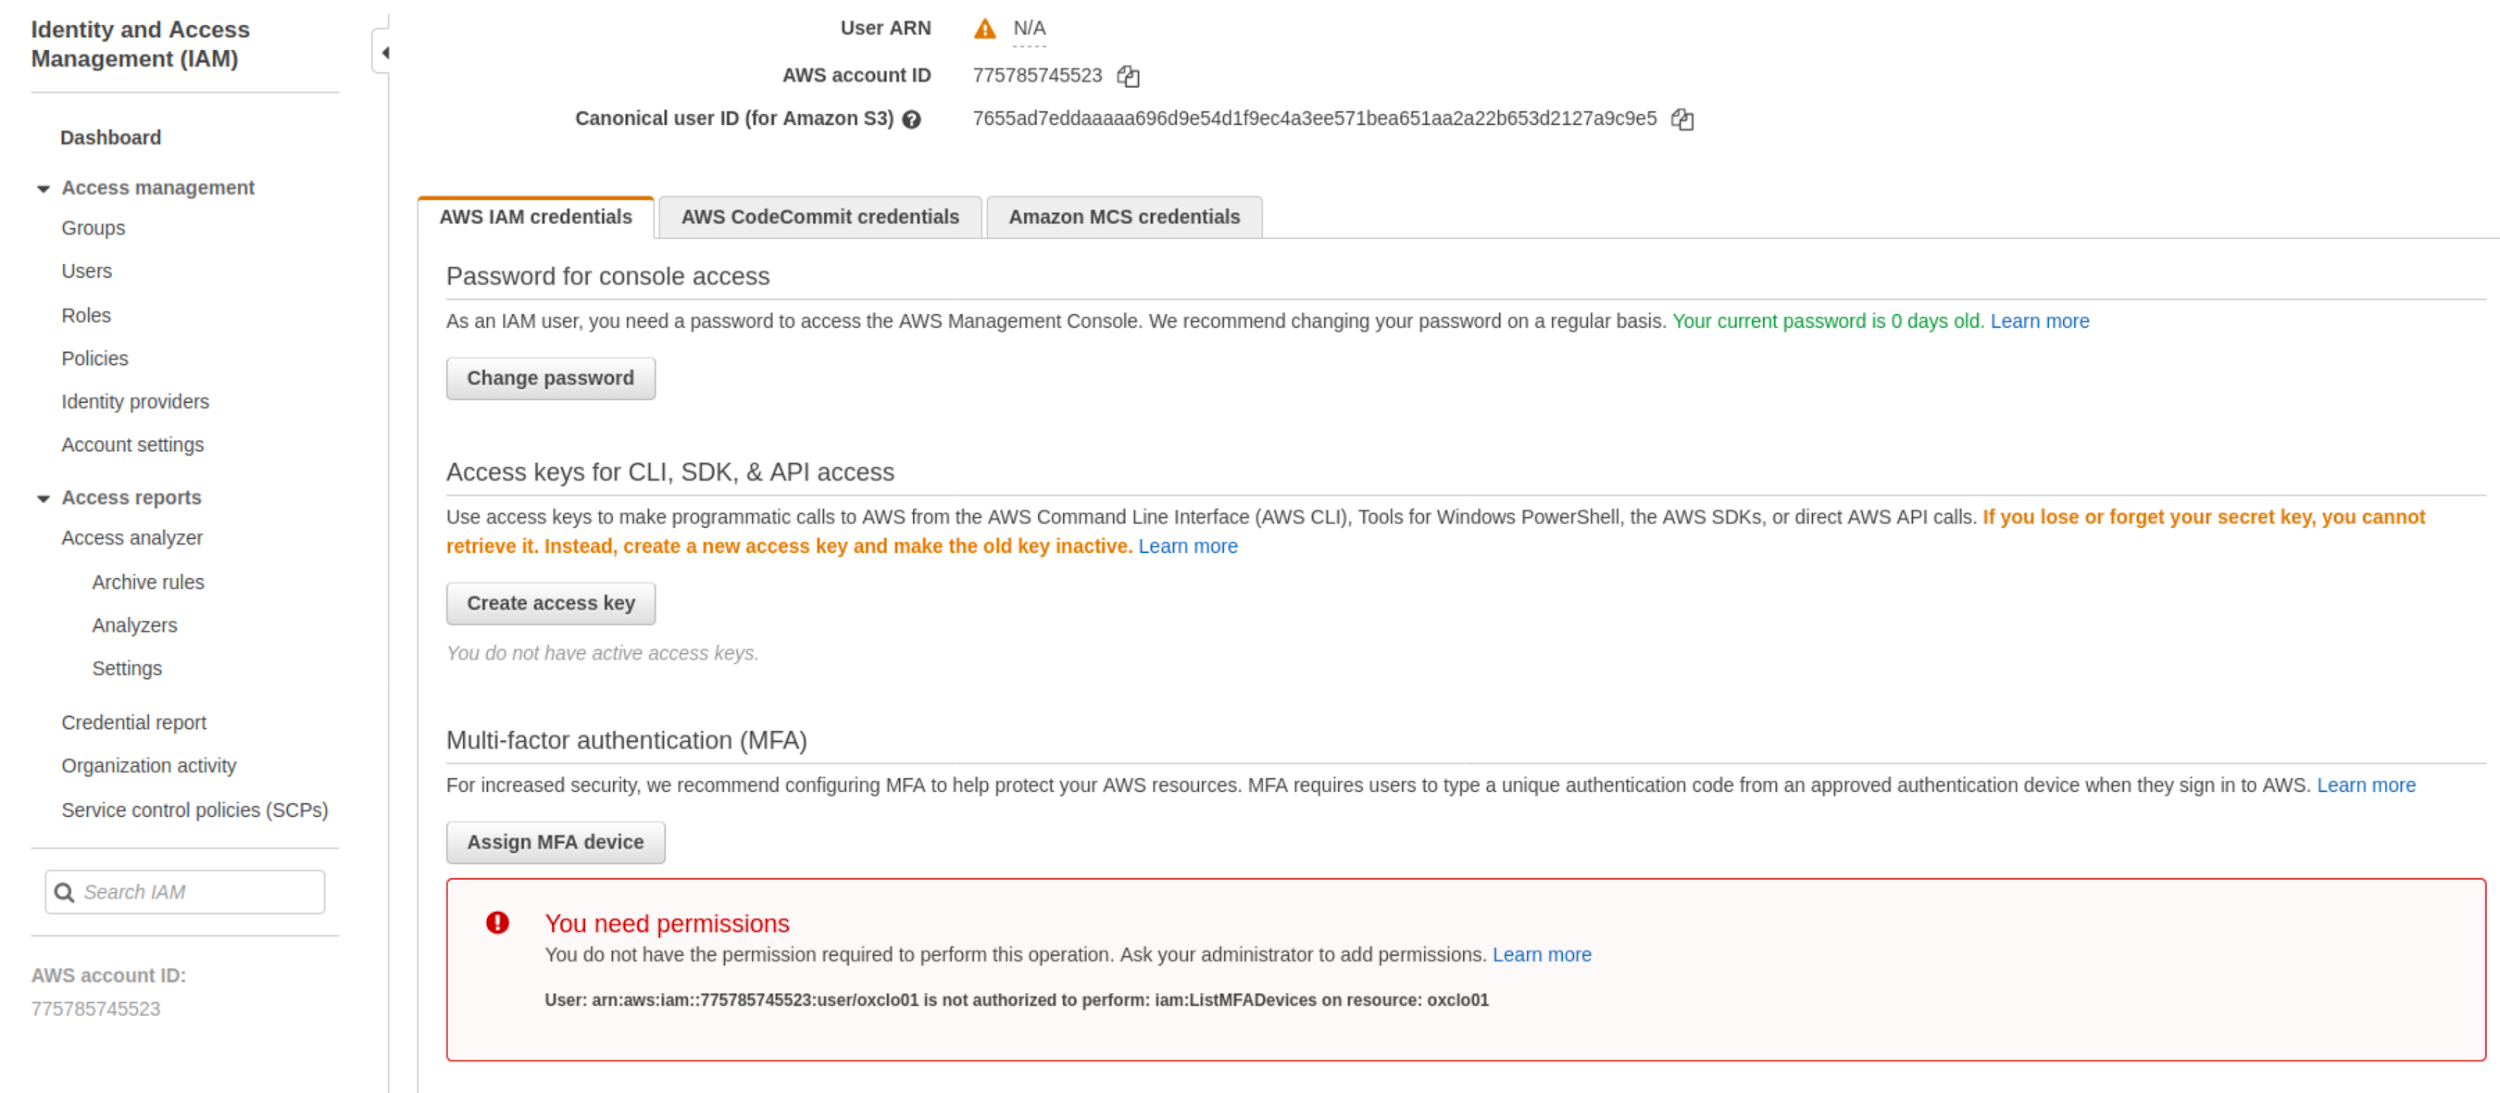 Identity and Access
Management (IAM)
Dashboard
Access management
Groups
Users
Roles
Policies
Identity providers
Account settings
Access reports
Access analyzer
Archive rules
Analyzers
Settings
Credential report
Organization activity
Service control policies (SCPs)
Search IAM
AWS account ID:
775785745523
User ARN N/A
AWS account ID 775785745523
Canonical user ID (for Amazon S3) 7655ad7eddaaaaa696d9e54d1f9ec4a3ee571bea651aa2a22b653d2127a9c9e5
AWS IAM credentials AWS CodeCommit credentials Amazon MCS credentials
Password for console access
As an IAM user, you need a password to access the AWS Management Console. We recommend changing your password on a regular basis. Your current password is 0 days old. Learn more
Change password
Access keys for CLI, SDK, & API access
Use access keys to make programmatic calls to AWS from the AWS Command Line Interface (AWS CLI), Tools for Windows PowerShell, the AWS SDKs, or direct AWS API calls. If you lose or forget your secret key, you cannot
retrieve it. Instead, create a new access key and make the old key inactive. Learn more
Create access key
You do not have active access keys.
Multi-factor authentication (MFA)
For increased security, we recommend configuring MFA to help protect your AWS resources. MFA requires users to type a unique authentication code from an approved authentication device when they sign in to AWS. Learn more
Assign MFA device
You need permissions
You do not have the permission required to perform this operation. Ask your administrator to add permissions. Learn more
User: arn:aws:iam::775785745523:user/oxclo01 is not authorized to perform: iam:ListMFADevices on resource: oxclo01